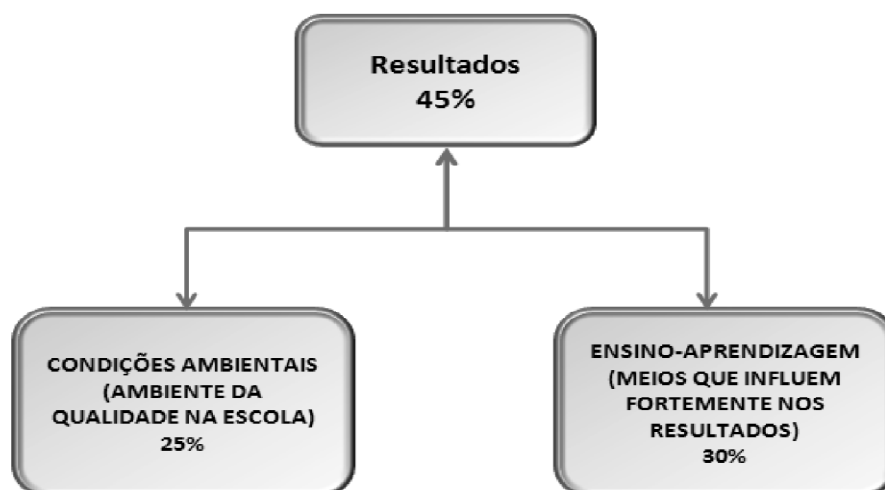 Resultados
45%
CONDIÇÕES AMBIENTAIS
(AMBIENTE DA
QUALIDADE NA ESCOLA)
25%
ENSINO-APRENDIZAGEM
(MEIOS QUE INFLUEM
FORTEMENTE NOS
RESULTADOS)
30%